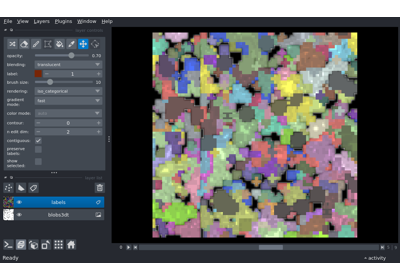 File View Layers Plugins Window Help
opacity: 0.70
blending: translucent
label: 1
brush size: 10
rendering: iso_categorical
gradient mode: fast
color mode:
contour: 0
n edit dim: 2
contiguous:
preserve labels:
show selected:
labels
blobs3dt
0
Ready
activity